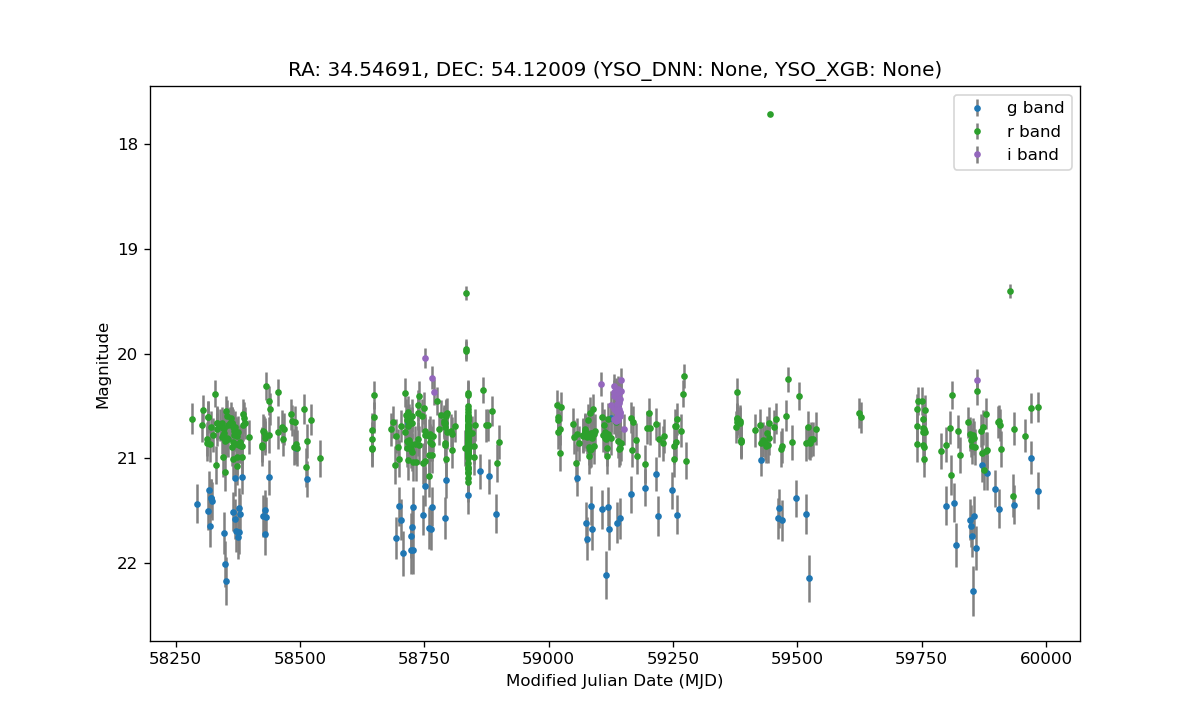 RA: 34.54691, DEC: 54.12009 (YSO_DNN: None, YSO_XGB: None)
g band
r band
i band
18
19
20
21
22
Magnitude
58250 58500 58750 59000 59250 59500 59750 60000
Modified Julian Date (MJD)